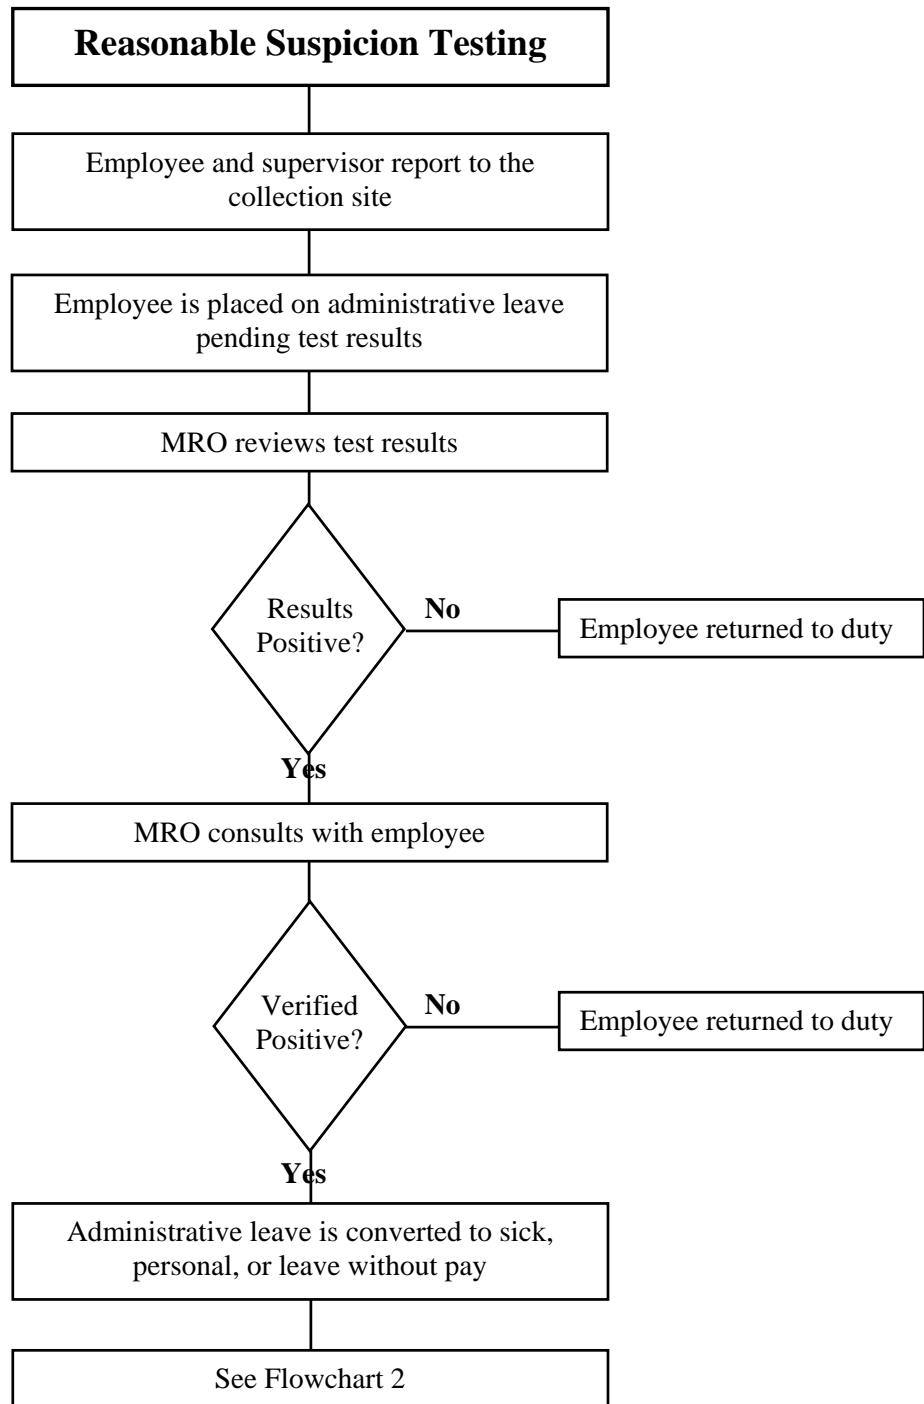 Reasonable Suspicion Testing
Employee and supervisor report to the
collection site
Employee is placed on administrative leave
pending test results
MRO reviews test results
Results
Positive?
No
Employee returned to duty
Yes
MRO consults with employee
Verified
Positive?
No
Employee returned to duty
Yes
Administrative leave is converted to sick,
personal, or leave without pay
See Flowchart 2